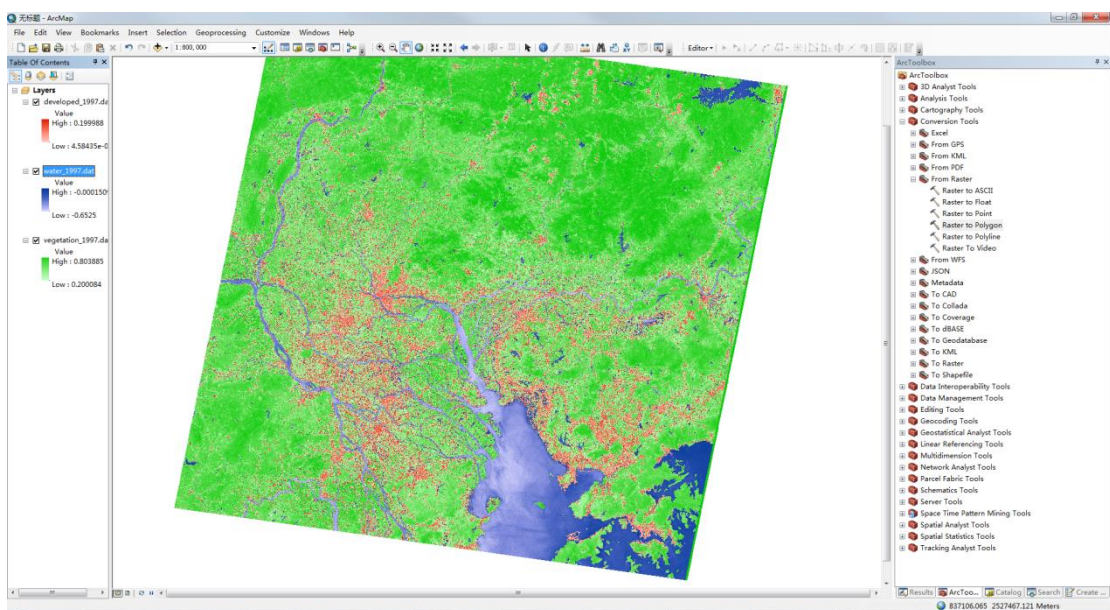 无标题 - ArcMap
File Edit View Bookmarks Insert Selection Geoprocessing Customize Windows Help
1:800,000
Editor
Table Of Contents
Layers
developed_1997.da
Value
High : 0.199988
Low : 4.58435e-0
water_1997.dat
Value
High : -0.000150
Low : -0.6525
vegetation_1997.da
Value
High : 0.803885
Low : 0.200084
ArcToolbox
ArcToolbox
3D Analyst Tools
Analysis Tools
Cartography Tools
Conversion Tools
Excel
From GPS
From KML
From PDF
From Raster
Raster to ASCII
Raster to Float
Raster to Point
Raster to Polygon
Raster to Polyline
Raster To Video
From WFS
JSON
Metadata
To CAD
To Collada
To Coverage
To dBASE
To Geodatabase
To KML
To Raster
To Shapefile
Data Interoperability Tools
Data Management Tools
Editing Tools
Geocoding Tools
Geostatistical Analyst Tools
Linear Referencing Tools
Multidimension Tools
Network Analyst Tools
Parcel Fabric Tools
Schematics Tools
Server Tools
Space Time Pattern Mining Tools
Spatial Analyst Tools
Spatial Statistics Tools
Tracking Analyst Tools
Results ArcToo... Catalog Search Create ...
837106.065 2527467.121 Meters